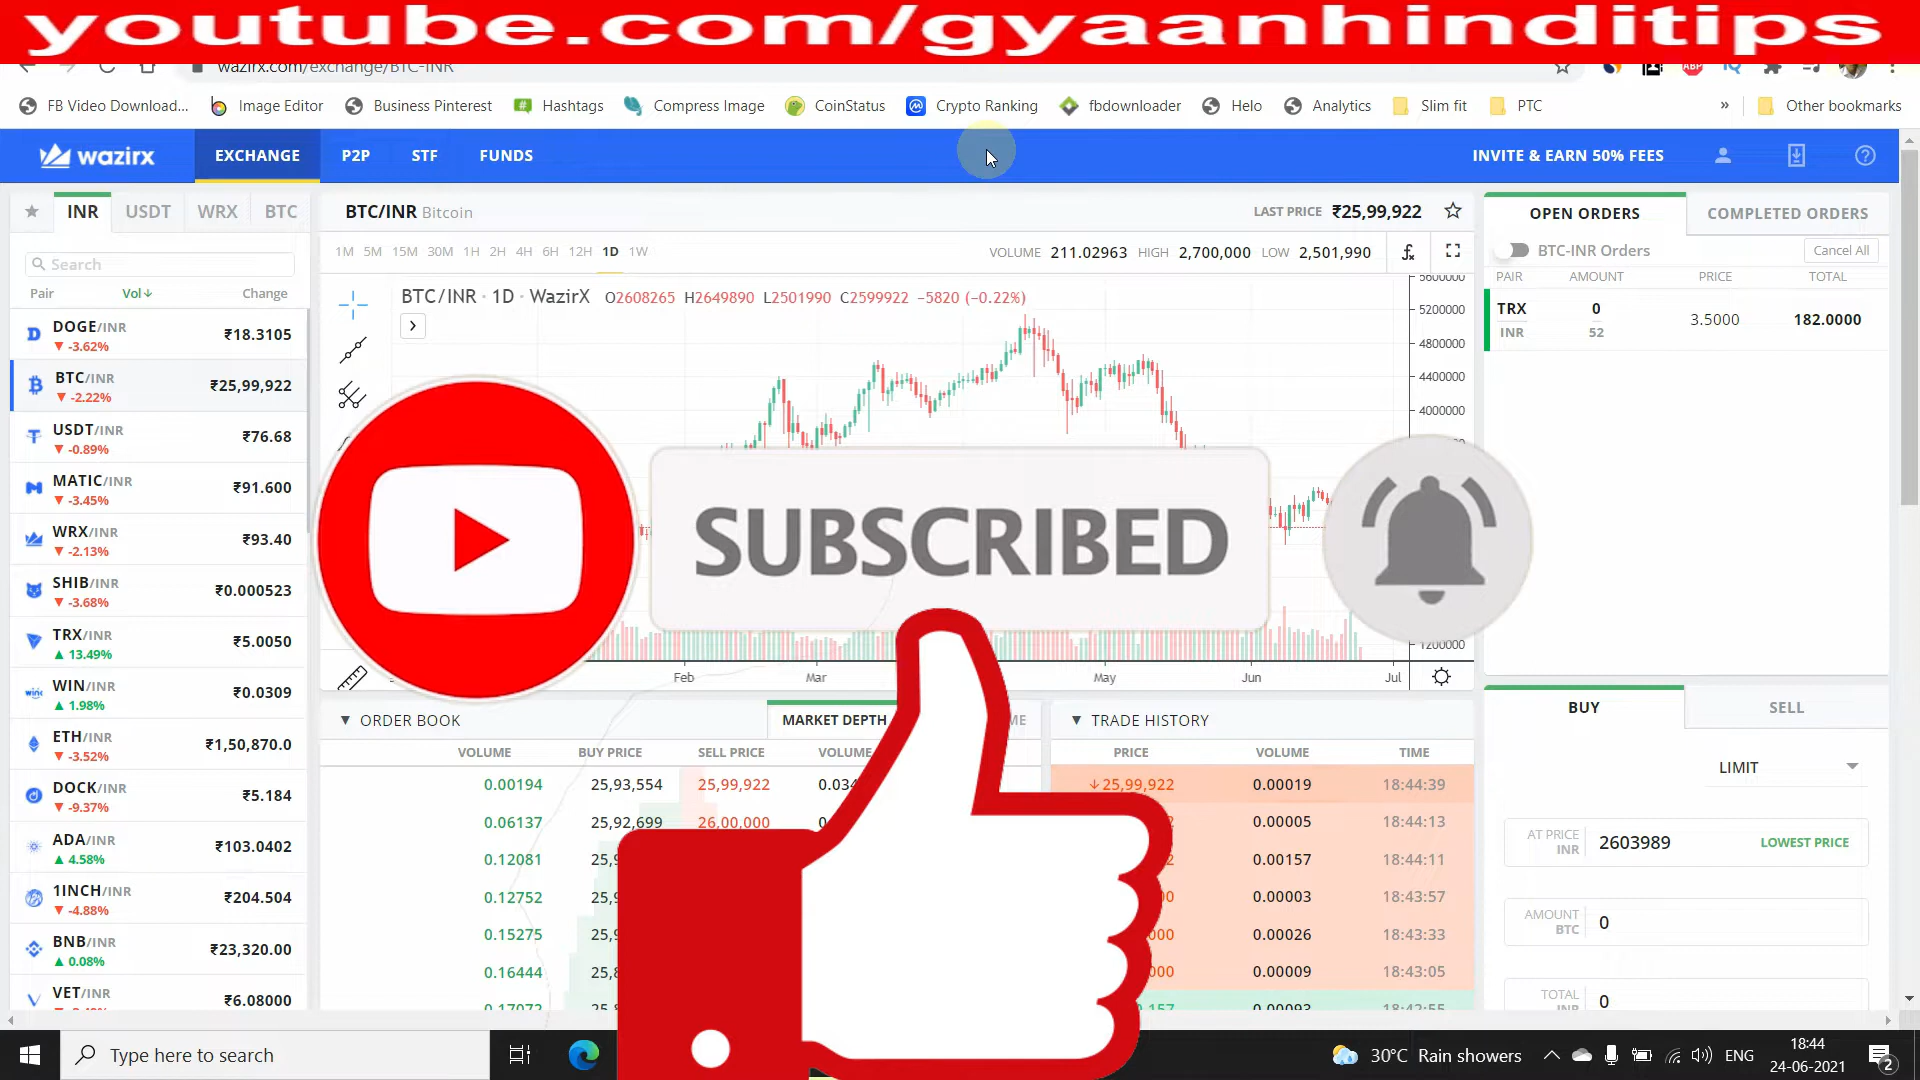 youtube.com/gyaanhinditips
wazirx.com/exchange/BTC-INR
FB Video Download... Image Editor Business Pinterest Hashtags Compress Image CoinStatus Crypto Ranking fbdownloader Helo Analytics Slim fit PTC » Other bookmarks
wazirx EXCHANGE P2P STF FUNDS INVITE & EARN 50% FEES
INR USDT WRX BTC
Search
Pair Vol Change
DOGE/INR ₹18.3105
-3.62%
BTC/INR ₹25,99,922
-2.22%
USDT/INR ₹76.68
-0.89%
MATIC/INR ₹91.600
-3.45%
WRX/INR ₹93.40
-2.13%
SHIB/INR ₹0.000523
-3.68%
TRX/INR ₹5.0050
13.49%
WIN/INR ₹0.0309
1.98%
ETH/INR ₹1,50,870.0
-3.52%
DOCK/INR ₹5.184
-9.37%
ADA/INR ₹103.0402
4.58%
1INCH/INR ₹204.504
-4.88%
BNB/INR ₹23,320.00
0.08%
VET/INR ₹6.08000
BTC/INR Bitcoin LAST PRICE ₹25,99,922
1M 5M 15M 30M 1H 2H 4H 6H 12H 1D 1W VOLUME 211.02963 HIGH 2,700,000 LOW 2,501,990
BTC/INR · 1D · WazirX O2608265 H2649890 L2501990 C2599922 −5820 (−0.22%)
5600000
5200000
4800000
4400000
4000000
1200000
Feb Mar May Jun Jul
SUBSCRIBED
ORDER BOOK MARKET DEPTH
VOLUME BUY PRICE SELL PRICE VOLUME
0.00194 25,93,554 25,99,922
0.06137 25,92,699 26,00,000
0.12081
0.12752
0.15275
0.16444
TRADE HISTORY
PRICE VOLUME TIME
25,99,922 0.00019 18:44:39
0.00005 18:44:13
0.00157 18:44:11
0.00003 18:43:57
0.00026 18:43:33
0.00009 18:43:05
OPEN ORDERS COMPLETED ORDERS
BTC-INR Orders Cancel All
PAIR AMOUNT PRICE TOTAL
TRX 0 3.5000 182.0000
INR 52
BUY SELL
LIMIT
AT PRICE INR 2603989 LOWEST PRICE
AMOUNT BTC 0
TOTAL 0
Type here to search
30°C Rain showers ENG 18:44
24-06-2021 2